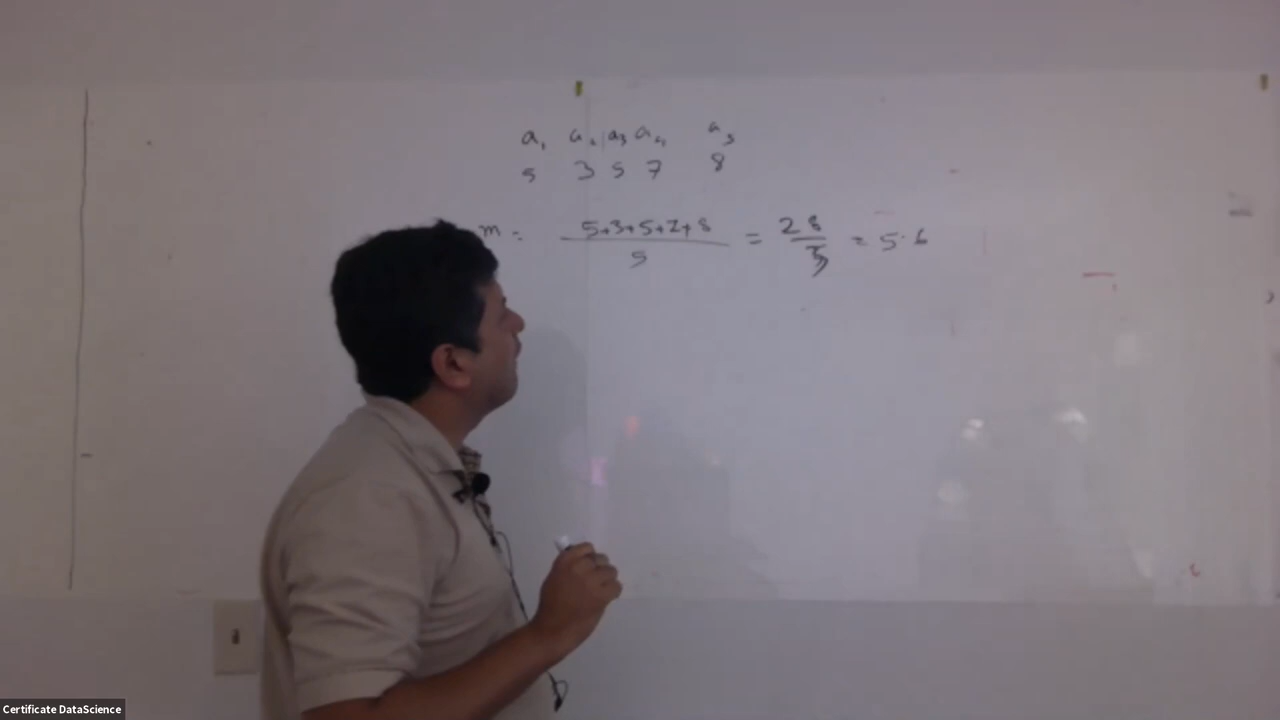 a₁ a₂ a₃ a₄ a₅
5 3 5 7 8
m = 5+3+5+7+8 / 5 = 28 / 5 = 5.6
Certificate DataScience